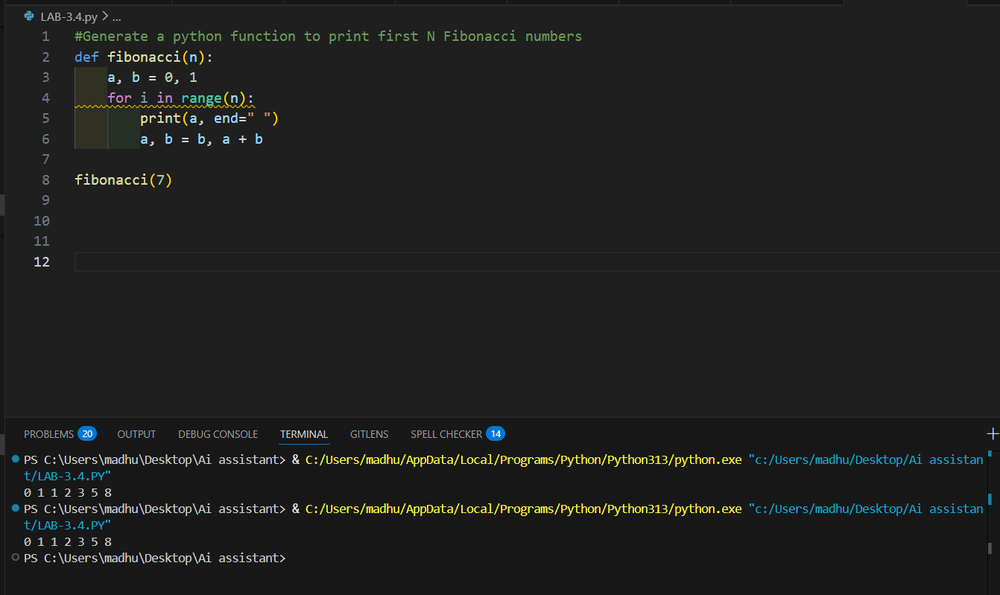 LAB-3.4.py > ...
1 #Generate a python function to print first N Fibonacci numbers
2 def fibonacci(n):
3     a, b = 0, 1
4     for i in range(n):
5         print(a, end=" ")
6         a, b = b, a + b
7
8 fibonacci(7)
9
10
11
12
PROBLEMS 20 OUTPUT DEBUG CONSOLE TERMINAL GITLENS SPELL CHECKER 14 +
PS C:\Users\madhu\Desktop\Ai assistant> & C:/Users/madhu/AppData/Local/Programs/Python/Python313/python.exe "c:/Users/madhu/Desktop/Ai assistan
t/LAB-3.4.PY"
0 1 1 2 3 5 8
PS C:\Users\madhu\Desktop\Ai assistant> & C:/Users/madhu/AppData/Local/Programs/Python/Python313/python.exe "c:/Users/madhu/Desktop/Ai assistan
t/LAB-3.4.PY"
0 1 1 2 3 5 8
PS C:\Users\madhu\Desktop\Ai assistant>